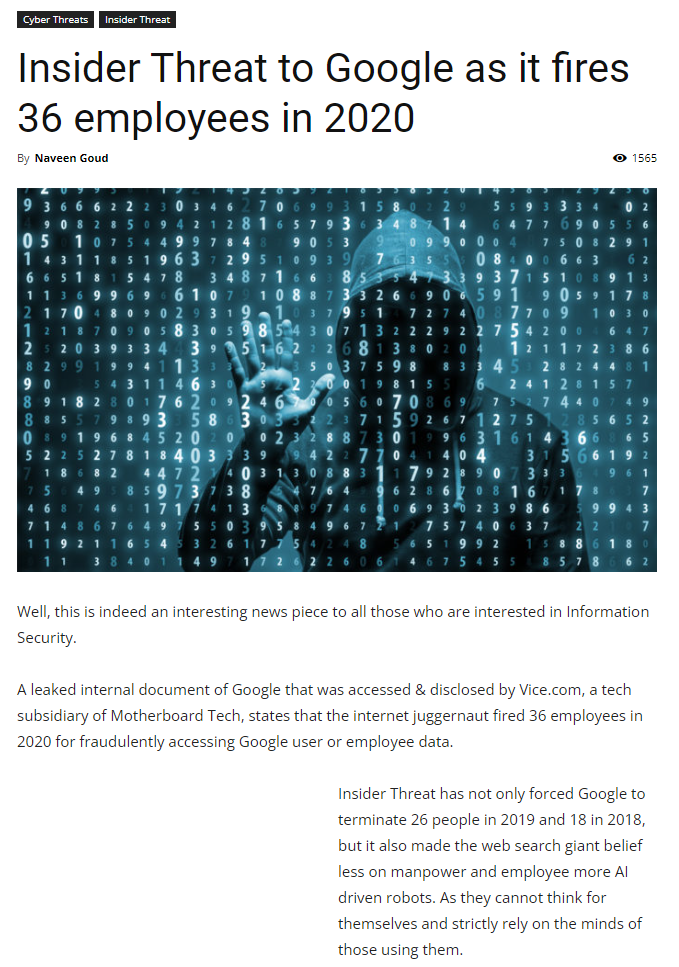 Cyber Threats Insider Threat
Insider Threat to Google as it fires
36 employees in 2020
By Naveen Goud 1565
Well, this is indeed an interesting news piece to all those who are interested in Information
Security.
A leaked internal document of Google that was accessed & disclosed by Vice.com, a tech
subsidiary of Motherboard Tech, states that the internet juggernaut fired 36 employees in
2020 for fraudulently accessing Google user or employee data.
Insider Threat has not only forced Google to
terminate 26 people in 2019 and 18 in 2018,
but it also made the web search giant belief
less on manpower and employee more AI
driven robots. As they cannot think for
themselves and strictly rely on the minds of
those using them.